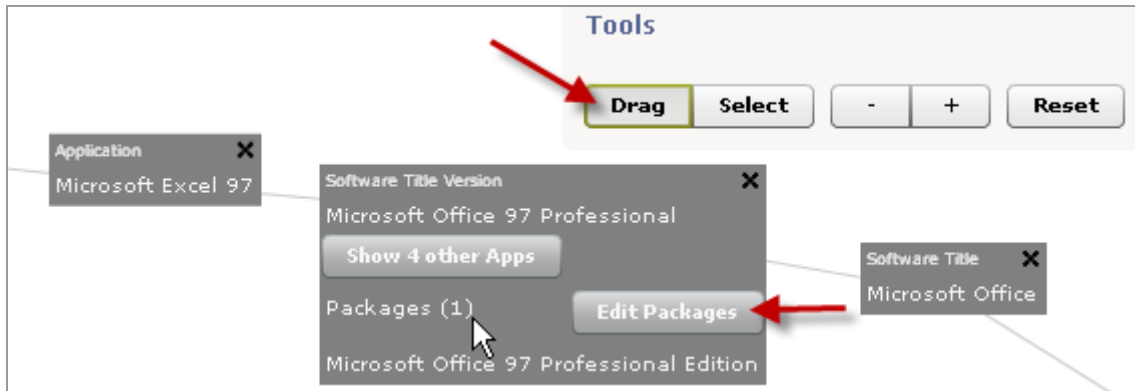 Tools
Drag Select - + Reset
Application
Microsoft Excel 97
Software Title Version
Microsoft Office 97 Professional
Show 4 other Apps
Packages (1) Edit Packages
Microsoft Office 97 Professional Edition
Software Title
Microsoft Office